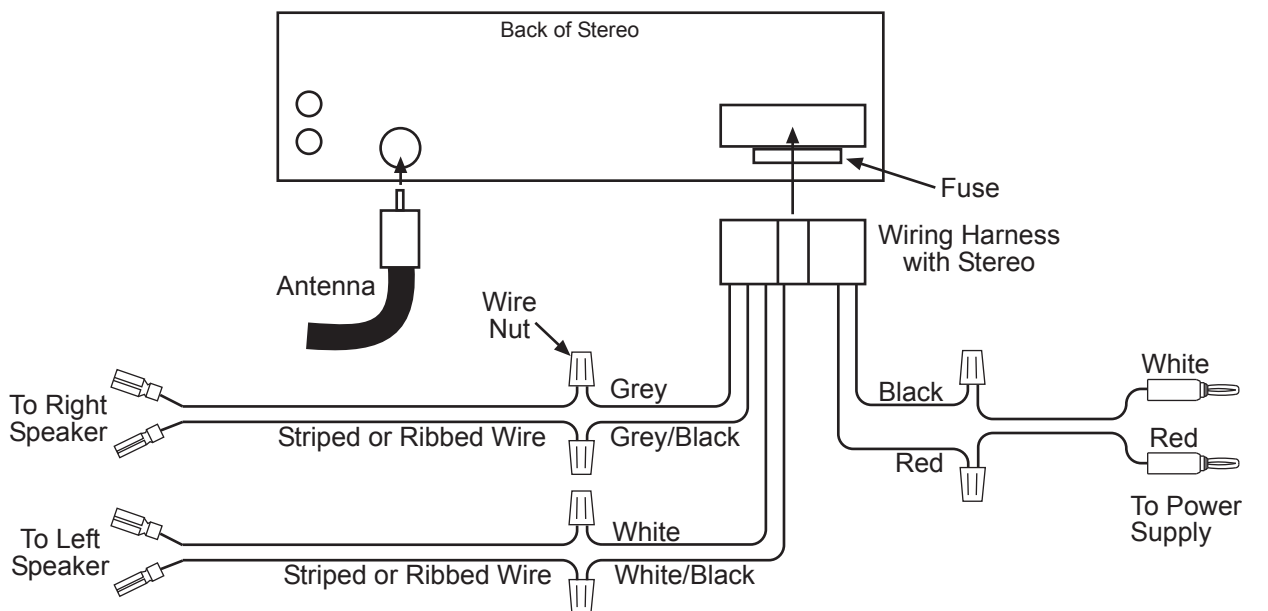 Back of Stereo
Fuse
Wiring Harness
with Stereo
Antenna
Wire
Nut
White
To Right
Speaker
Grey
Black
Striped or Ribbed Wire
Grey/Black
Red
Red
To Power
Supply
To Left
Speaker
White
Striped or Ribbed Wire
White/Black